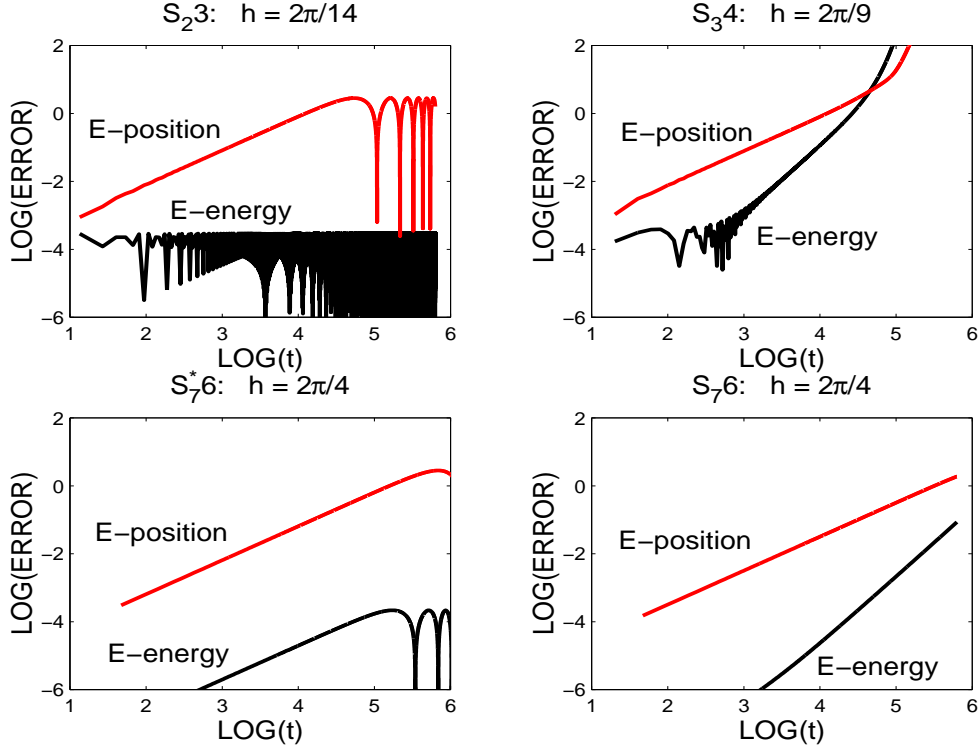 S₂3: h = 2π/14
2
0
−2
−4
−6
LOG(ERROR)
E−position
E−energy
1 2 3 4 5 6
LOG(t)
S₃4: h = 2π/9
2
0
−2
−4
−6
LOG(ERROR)
E−position
E−energy
1 2 3 4 5 6
LOG(t)
S₇*6: h = 2π/4
2
0
−2
−4
−6
LOG(ERROR)
E−position
E−energy
1 2 3 4 5 6
LOG(t)
S₇6: h = 2π/4
2
0
−2
−4
−6
LOG(ERROR)
E−position
E−energy
1 2 3 4 5 6
LOG(t)